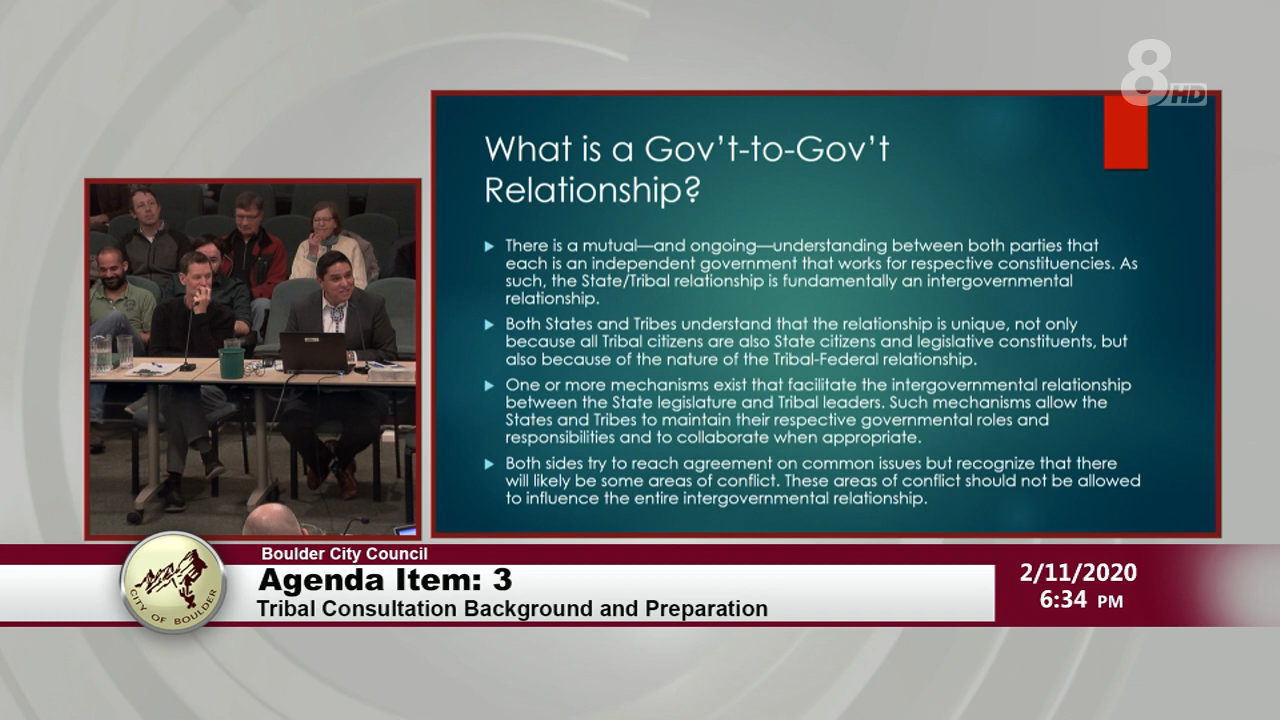 8 HD
What is a Gov't-to-Gov't
Relationship?
There is a mutual—and ongoing—understanding between both parties that
each is an independent government that works for respective constituencies. As
such, the State/Tribal relationship is fundamentally an intergovernmental
relationship.
Both States and Tribes understand that the relationship is unique, not only
because all Tribal citizens are also State citizens and legislative constituents, but
also because of the nature of the Tribal-Federal relationship.
One or more mechanisms exist that facilitate the intergovernmental relationship
between the State legislature and Tribal leaders. Such mechanisms allow the
States and Tribes to maintain their respective governmental roles and
responsibilities and to collaborate when appropriate.
Both sides try to reach agreement on common issues but recognize that there
will likely be some areas of conflict. These areas of conflict should not be allowed
to influence the entire intergovernmental relationship.
CITY OF BOULDER
Boulder City Council
Agenda Item: 3
Tribal Consultation Background and Preparation
2/11/2020
6:34 PM